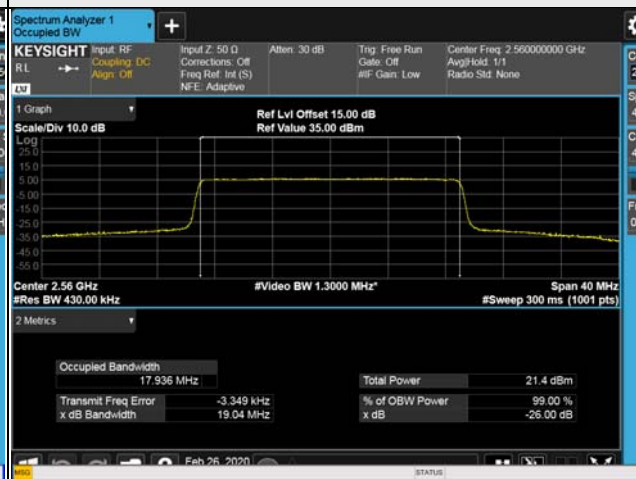 Spectrum Analyzer 1
Occupied BW
KEYSIGHT
RL
LXI
Input: RF
Coupling: DC
Align: Off
Input Z: 50 Ω
Corrections: Off
Freq Ref: Int (S)
NFE: Adaptive
Atten: 30 dB
Trig: Free Run
Gate: Off
#IF Gain: Low
Center Freq: 2.560000000 GHz
Avg|Hold: 1/1
Radio Std: None
1 Graph
Scale/Div 10.0 dB
Ref Lvl Offset 15.00 dB
Ref Value 35.00 dBm
Log
25.0
15.0
5.00
-5.00
-15.0
-25.0
-35.0
-45.0
-55.0
Center 2.56 GHz
#Video BW 1.3000 MHz*
Span 40 MHz
#Res BW 430.00 kHz
#Sweep 300 ms (1001 pts)
2 Metrics
Occupied Bandwidth
17.936 MHz
Total Power 21.4 dBm
Transmit Freq Error -3.349 kHz
% of OBW Power 99.00 %
x dB Bandwidth 19.04 MHz
x dB -26.00 dB
Feb 26, 2020
MSG
STATUS